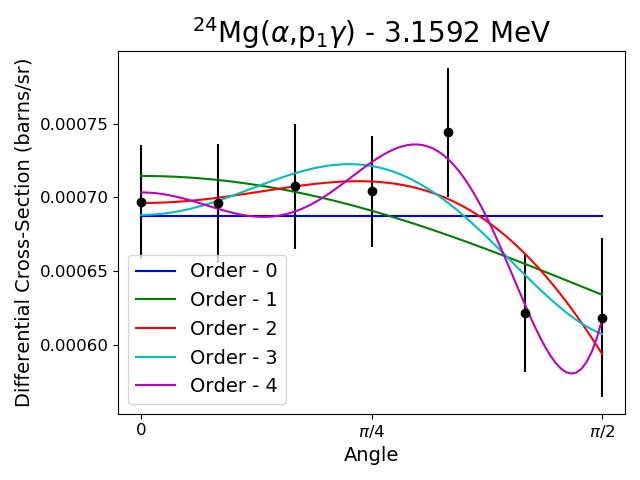 ²⁴Mg(α,p₁γ) - 3.1592 MeV
Differential Cross-Section (barns/sr)
0.00075
0.00070
0.00065
0.00060
Order - 0
Order - 1
Order - 2
Order - 3
Order - 4
0 π/4 π/2
Angle